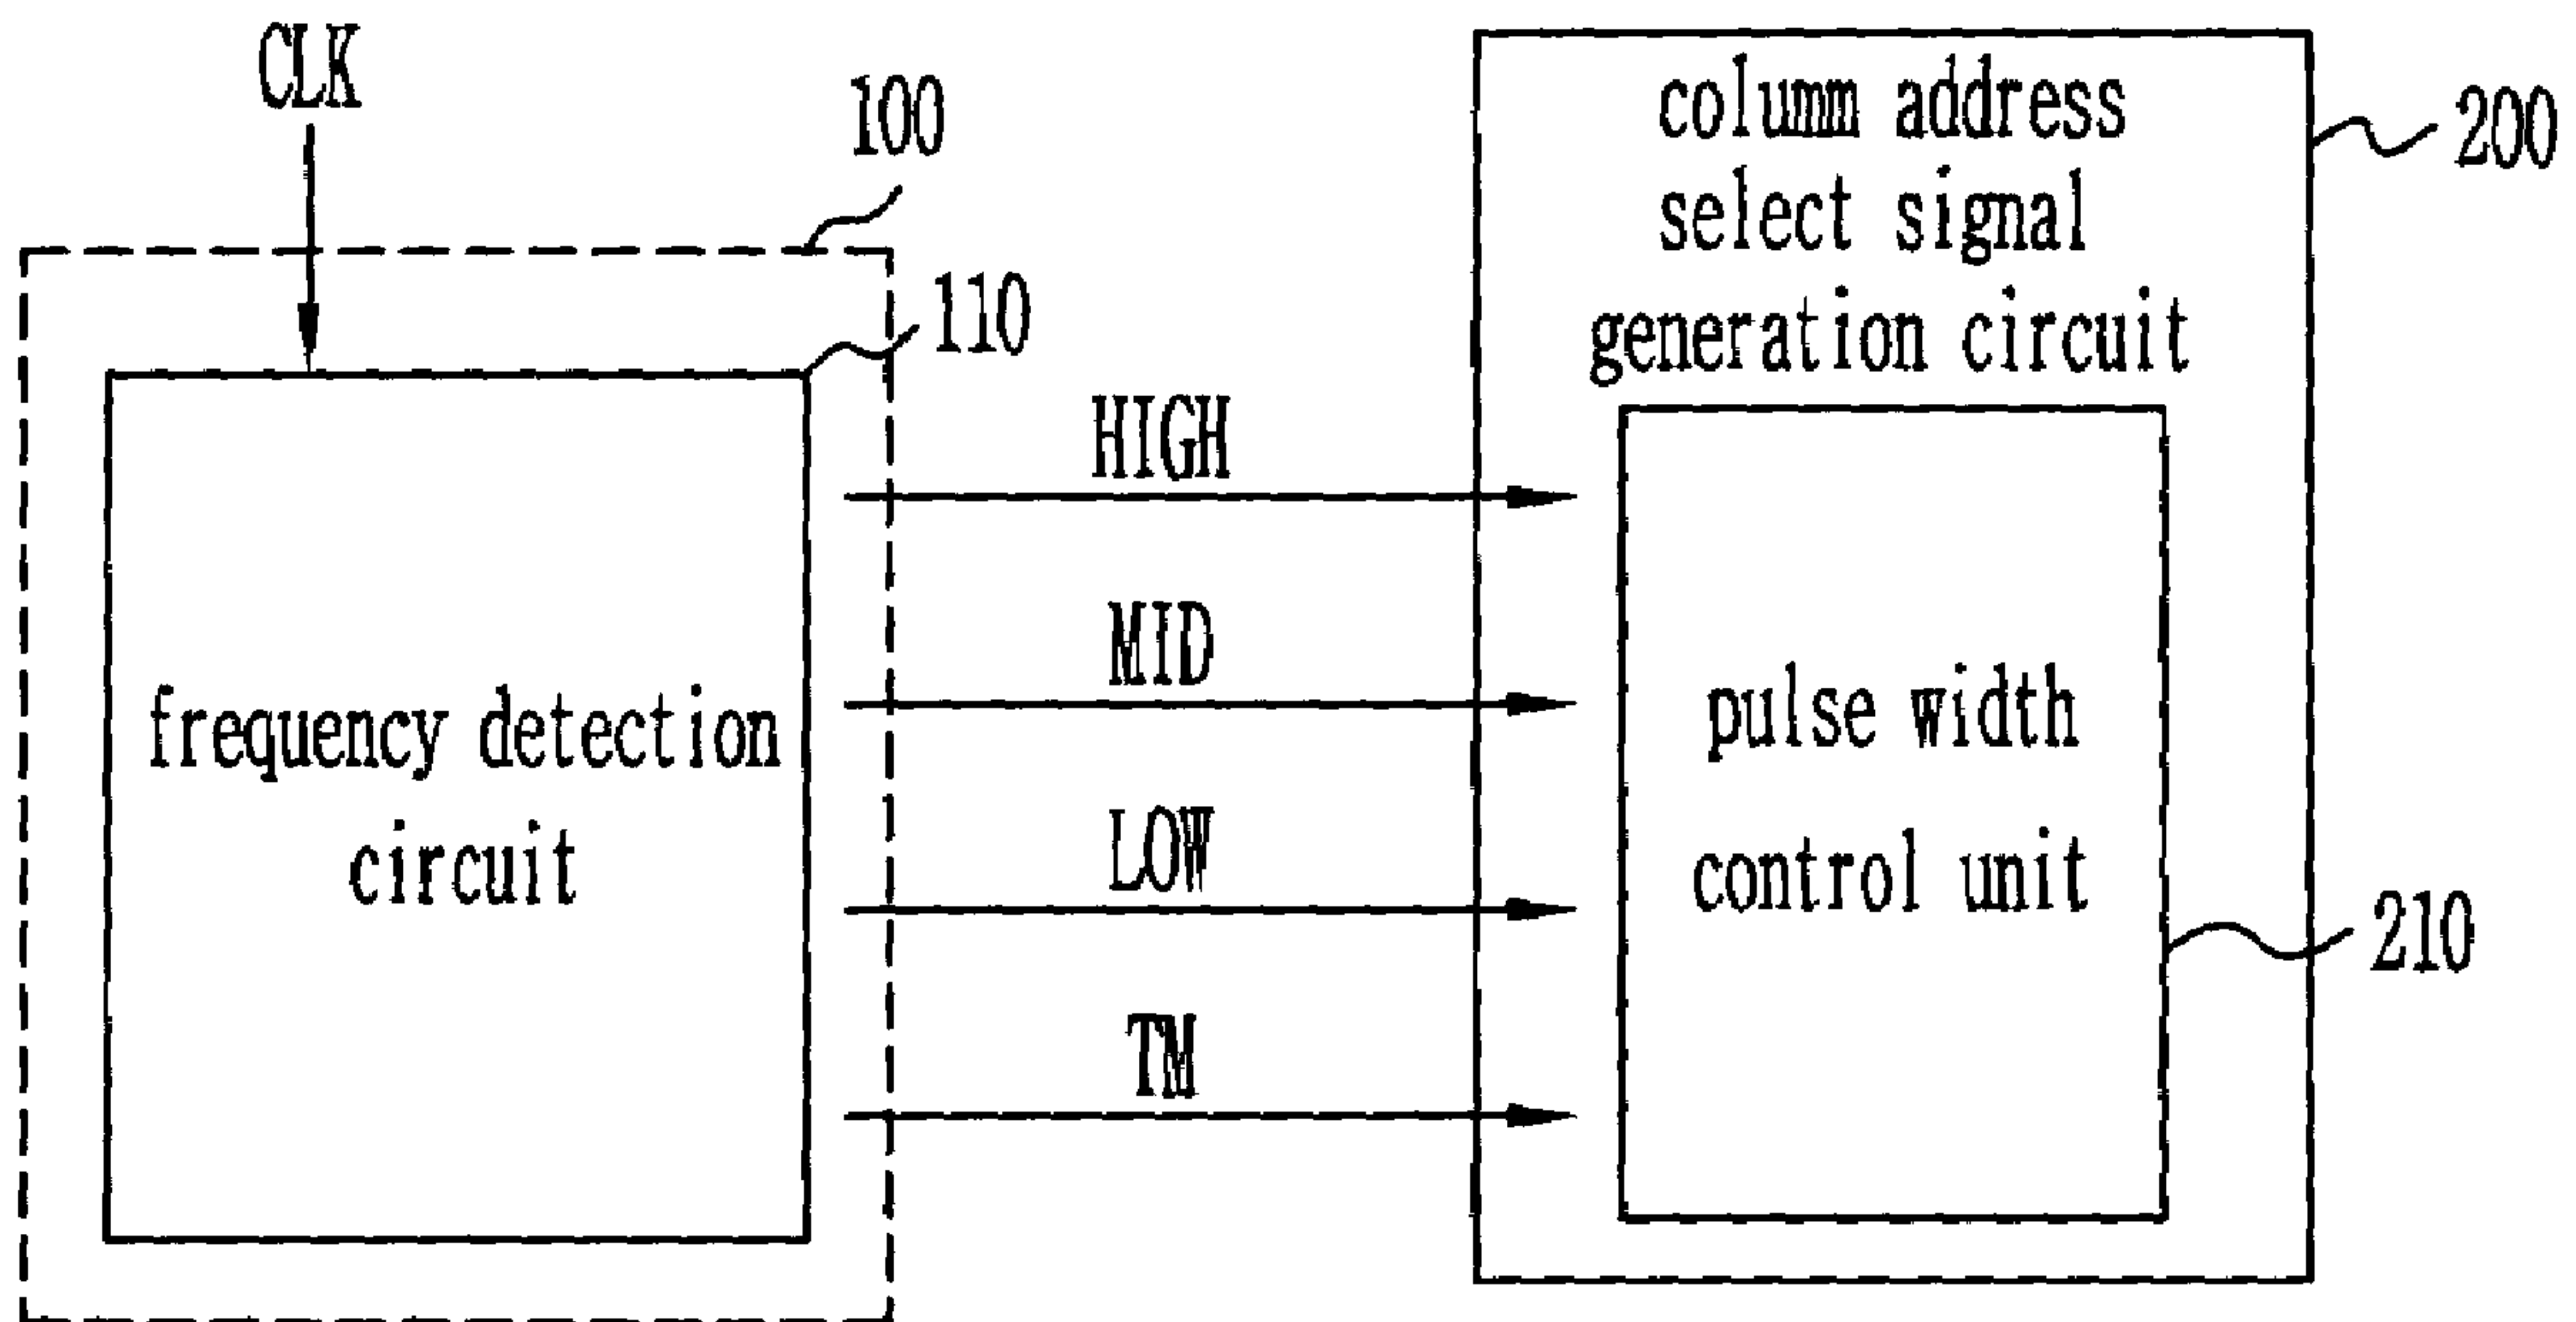 CLK
100
110
frequency detection
circuit
HIGH
MID
LOW
TM
columm address
select signal
generation circuit
200
pulse width
control unit
210